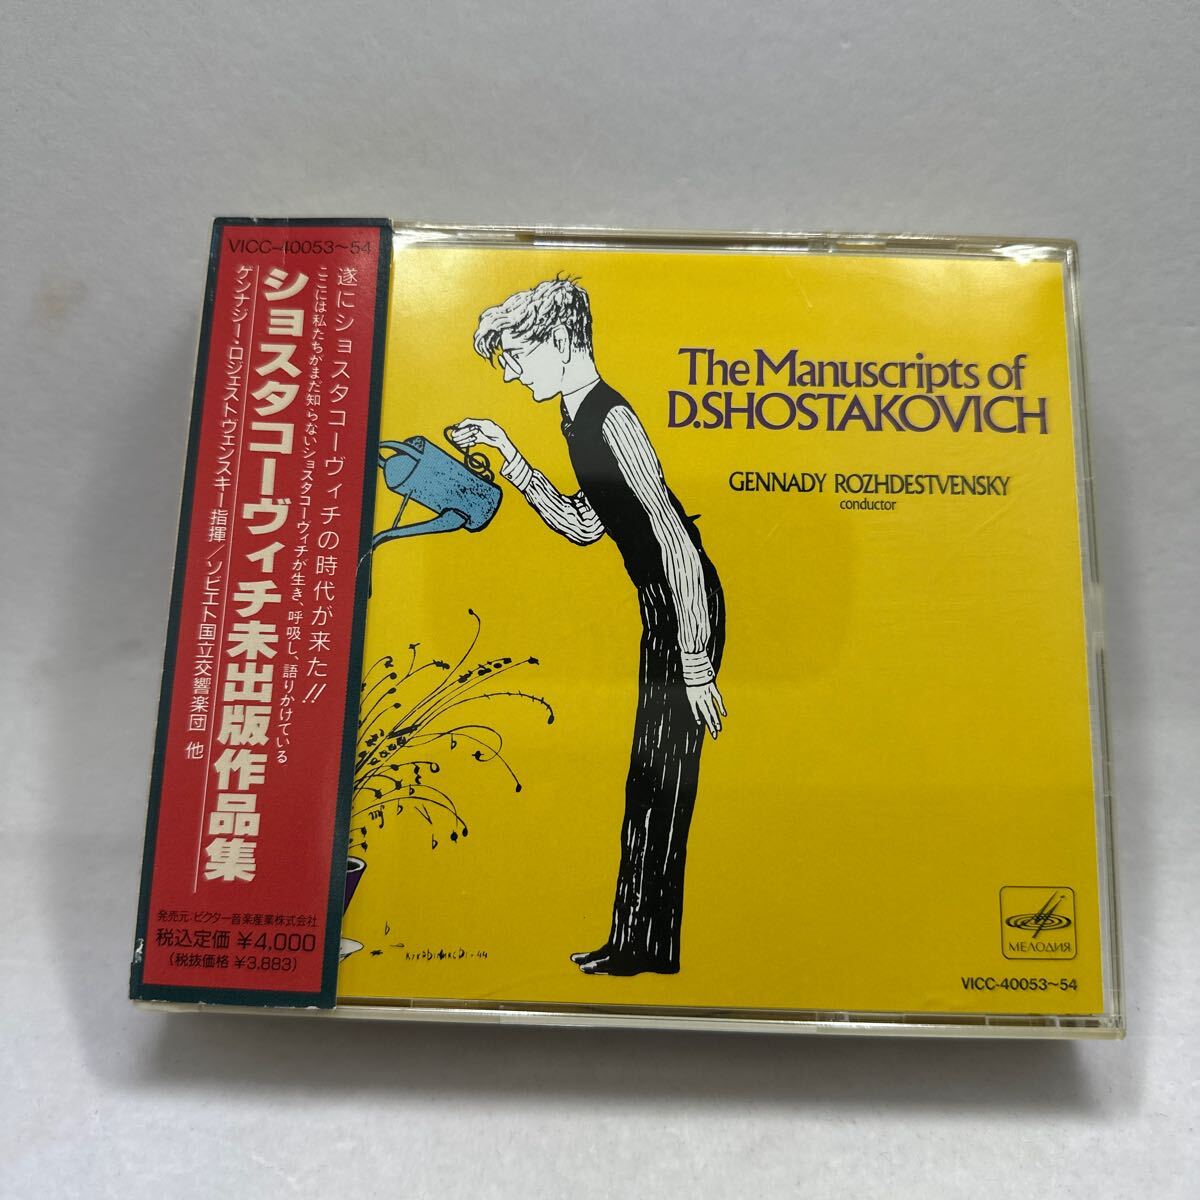 VICC-40053~54
遂にショスタコーヴィチの時代が来た!!
ここには私たちがまだ知らないショスタコーヴィチが生き、呼吸し、語りかけている
ショスタコーヴィチ未出版作品集
ゲンナジー・ロジェストヴェンスキー指揮/ソビエト国立交響楽団 他
発売元:ビクター音楽産業株式会社
税込定価 ¥4,000
(税抜価格 ¥3,883)
The Manuscripts of
D.SHOSTAKOVICH
GENNADY ROZHDESTVENSKY
conductor
МЕЛОДИЯ
VICC-40053~54